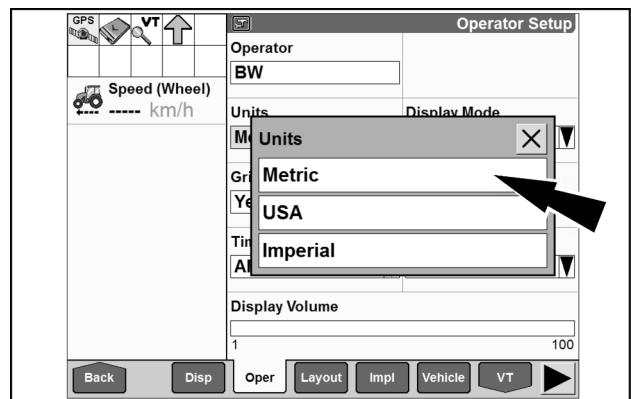 GPS
VT
Operator Setup
Operator
BW
Speed (Wheel)
----- km/h
Units
Display Mode
Units
Metric
USA
Imperial
Display Volume
1
100
Back
Disp
Oper
Layout
Impl
Vehicle
VT